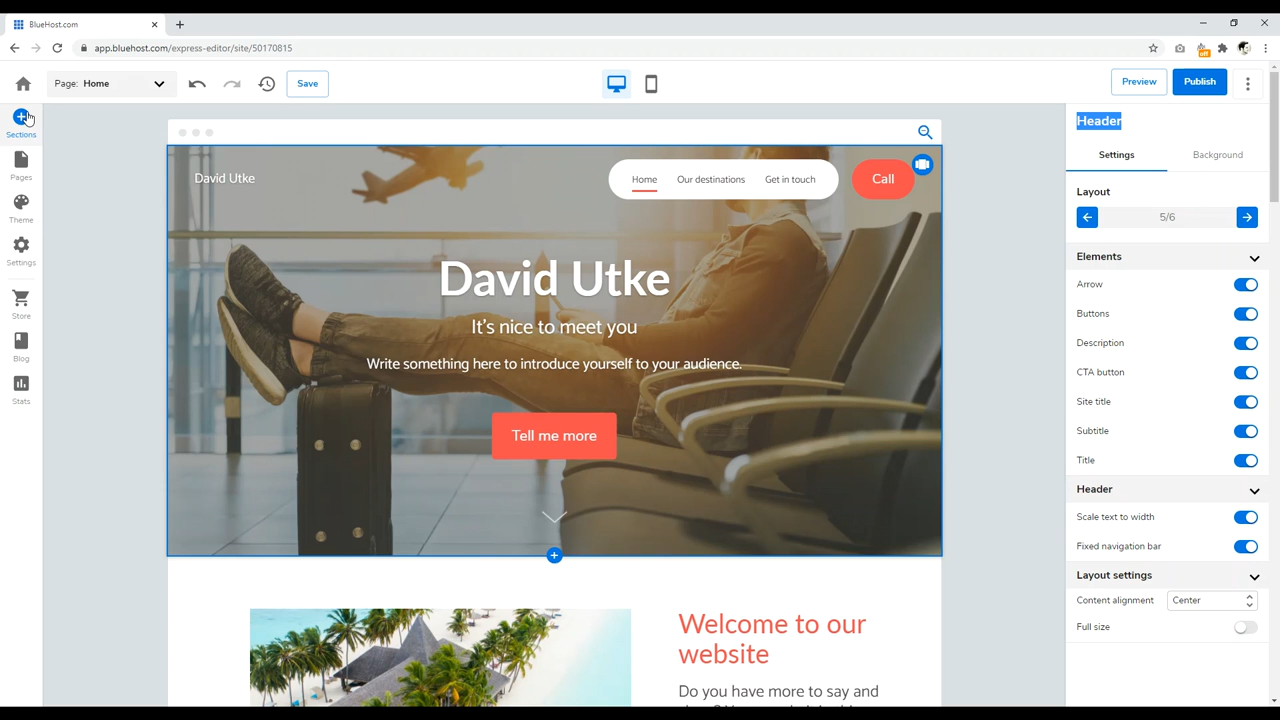 BlueHost.com
app.bluehost.com/express-editor/site/50170815
off
Page: Home
Save
Preview
Publish
Sections
Pages
Theme
Settings
Store
Blog
Stats
David Utke
Home
Our destinations
Get in touch
Call
David Utke
It's nice to meet you
Write something here to introduce yourself to your audience.
Tell me more
Welcome to our
website
Do you have more to say and
Header
Settings
Background
Layout
5/6
Elements
Arrow
Buttons
Description
CTA button
Site title
Subtitle
Title
Header
Scale text to width
Fixed navigation bar
Layout settings
Content alignment
Center
Full size